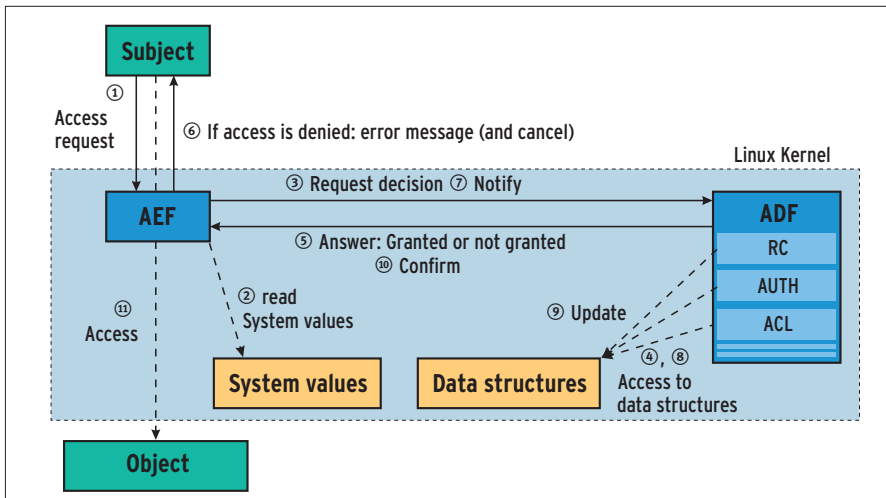 Subject
①
Access
request
⑥ If access is denied: error message (and cancel)
Linux Kernel
③ Request decision ⑦ Notify
AEF
ADF
⑤ Answer: Granted or not granted
⑩ Confirm
RC
② read
System values
AUTH
⑪
Access
⑨ Update
ACL
④, ⑧
Access to
data structures
System values
Data structures
Object